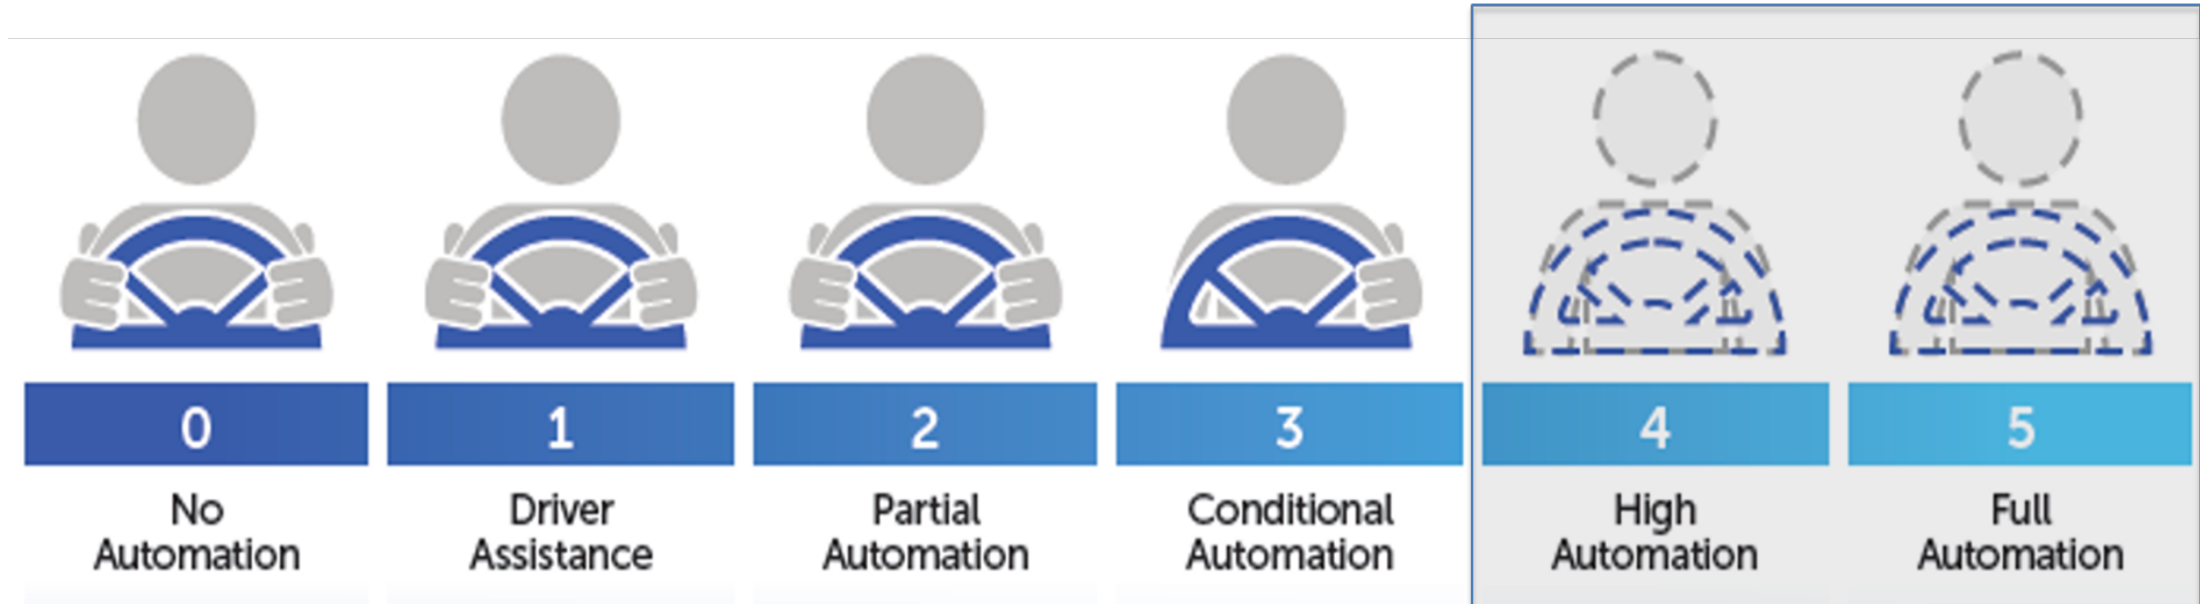 0
No
Automation
1
Driver
Assistance
2
Partial
Automation
3
Conditional
Automation
4
High
Automation
5
Full
Automation